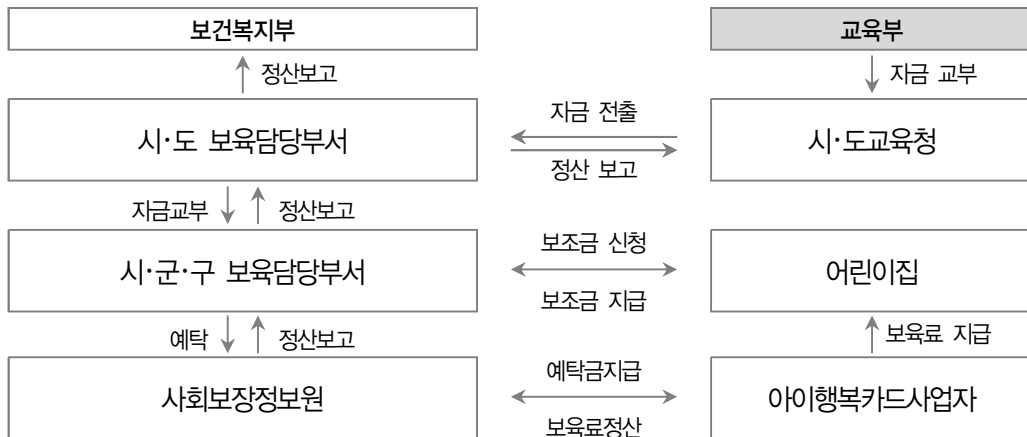 보건복지부
교육부
정산보고
자금 교부
시·도 보육담당부서
자금 전출
정산 보고
시·도교육청
자금교부
정산보고
시·군·구 보육담당부서
보조금 신청
보조금 지급
어린이집
예탁
정산보고
보육료 지급
사회보장정보원
예탁금지급
보육료정산
아이행복카드사업자